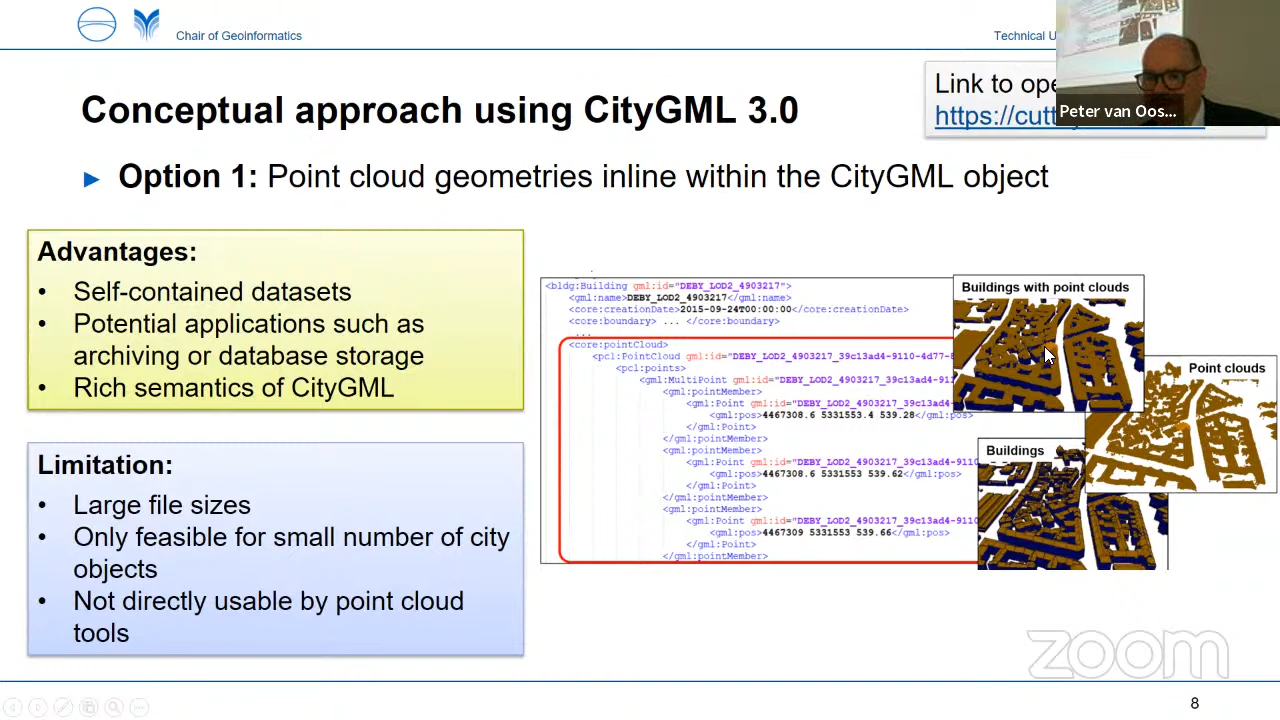 Chair of Geoinformatics
Technical U
Link to ope
https://cutt
Peter van Oos...
Conceptual approach using CityGML 3.0
► Option 1: Point cloud geometries inline within the CityGML object
Advantages:
• Self-contained datasets
• Potential applications such as
archiving or database storage
• Rich semantics of CityGML
Limitation:
• Large file sizes
• Only feasible for small number of city
objects
• Not directly usable by point cloud
tools
<bldg:Building gml:id="DEBY_LOD2_4903217">
<gml:name>DEBY_LOD2_4903217</gml:name>
<core:creationDate>2015-09-24T00:00:00</core:creationDate>
<core:boundary> ... </core:boundary>
...
<core:pointCloud>
<pcl:PointCloud gml:id="DEBY_LOD2_4903217_39c13ad4-9110-4d77-8
<pcl:points>
<gml:MultiPoint gml:id="DEBY_LOD2_4903217_39c13ad4-911
<gml:pointMember>
<gml:Point gml:id="DEBY_LOD2_4903217_39c13ad4-
<gml:pos>4467308.6 5331553.4 539.28</gml:pos>
</gml:Point>
</gml:pointMember>
<gml:pointMember>
<gml:Point gml:id="DEBY_LOD2_4903217_39c13ad4-9110
<gml:pos>4467308.6 5331553 539.62</gml:pos>
</gml:Point>
</gml:pointMember>
<gml:pointMember>
<gml:Point gml:id="DEBY_LOD2_4903217_39c13ad4-9110
<gml:pos>4467309 5331553 539.66</gml:pos>
</gml:Point>
</gml:pointMember>
Buildings with point clouds
Point clouds
Buildings
zoom
8